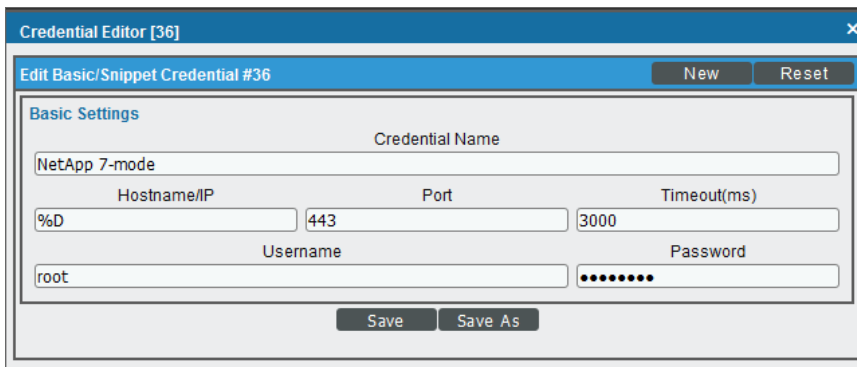 Credential Editor [36]
×
Edit Basic/Snippet Credential #36 New Reset
Basic Settings
Credential Name
NetApp 7-mode
Hostname/IP Port Timeout(ms)
%D 443 3000
Username Password
root ●●●●●●●●
Save Save As